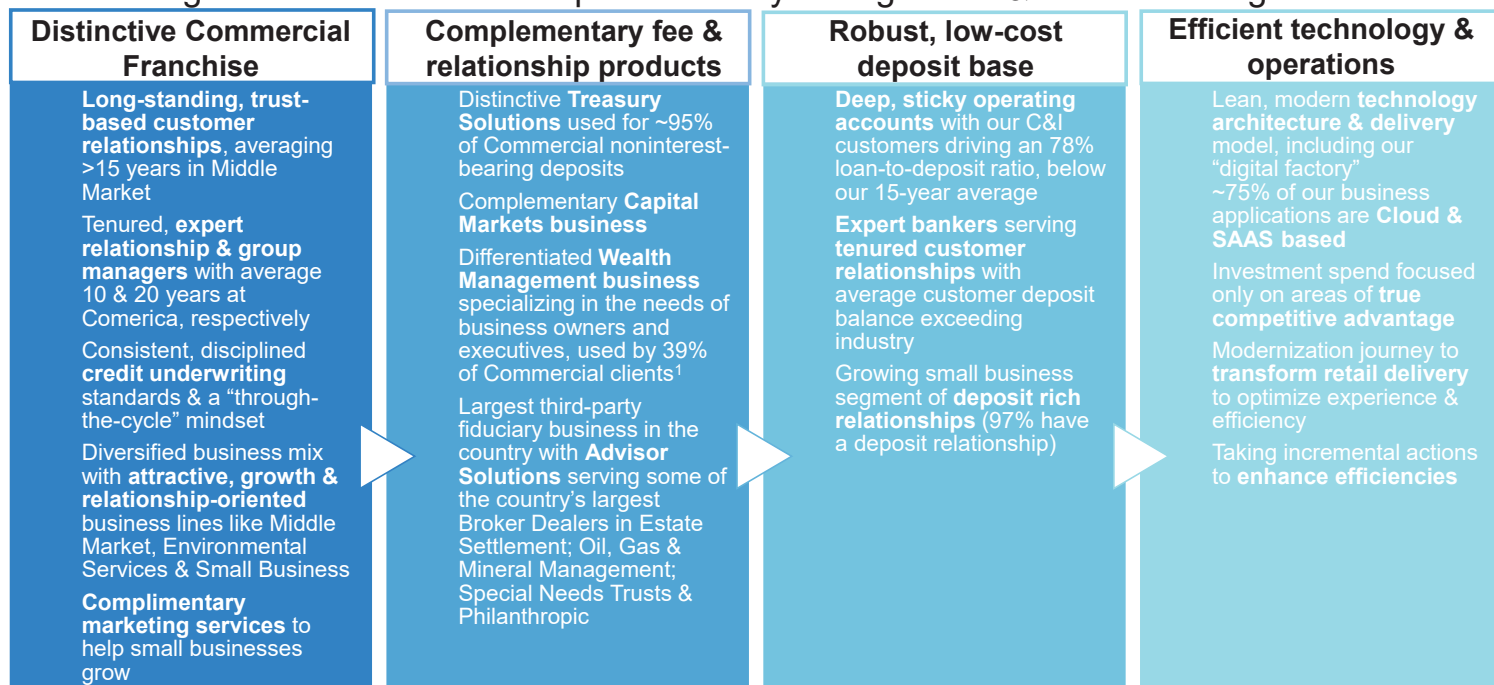 Distinctive Commercial
Franchise
Long-standing, trust-
based customer
relationships, averaging
>15 years in Middle
Market
Tenured, expert
relationship & group
managers with average
10 & 20 years at
Comerica, respectively
Consistent, disciplined
credit underwriting
standards & a “through-
the-cycle” mindset
Diversified business mix
with attractive, growth &
relationship-oriented
business lines like Middle
Market, Environmental
Services & Small Business
Complimentary
marketing services to
help small businesses
grow
Complementary fee &
relationship products
Distinctive Treasury
Solutions used for ~95%
of Commercial noninterest-
bearing deposits
Complementary Capital
Markets business
Differentiated Wealth
Management business
specializing in the needs of
business owners and
executives, used by 39%
of Commercial clients¹
Largest third-party
fiduciary business in the
country with Advisor
Solutions serving some of
the country’s largest
Broker Dealers in Estate
Settlement; Oil, Gas &
Mineral Management;
Special Needs Trusts &
Philanthropic
Robust, low-cost
deposit base
Deep, sticky operating
accounts with our C&I
customers driving an 78%
loan-to-deposit ratio, below
our 15-year average
Expert bankers serving
tenured customer
relationships with
average customer deposit
balance exceeding
industry
Growing small business
segment of deposit rich
relationships (97% have
a deposit relationship)
Efficient technology &
operations
Lean, modern technology
architecture & delivery
model, including our
“digital factory”
~75% of our business
applications are Cloud &
SAAS based
Investment spend focused
only on areas of true
competitive advantage
Modernization journey to
transform retail delivery
to optimize experience &
efficiency
Taking incremental actions
to enhance efficiencies